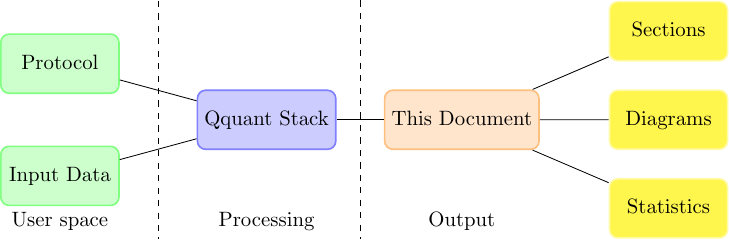 Sections
Protocol
Qquant Stack
This Document
Diagrams
Input Data
Statistics
User space
Processing
Output